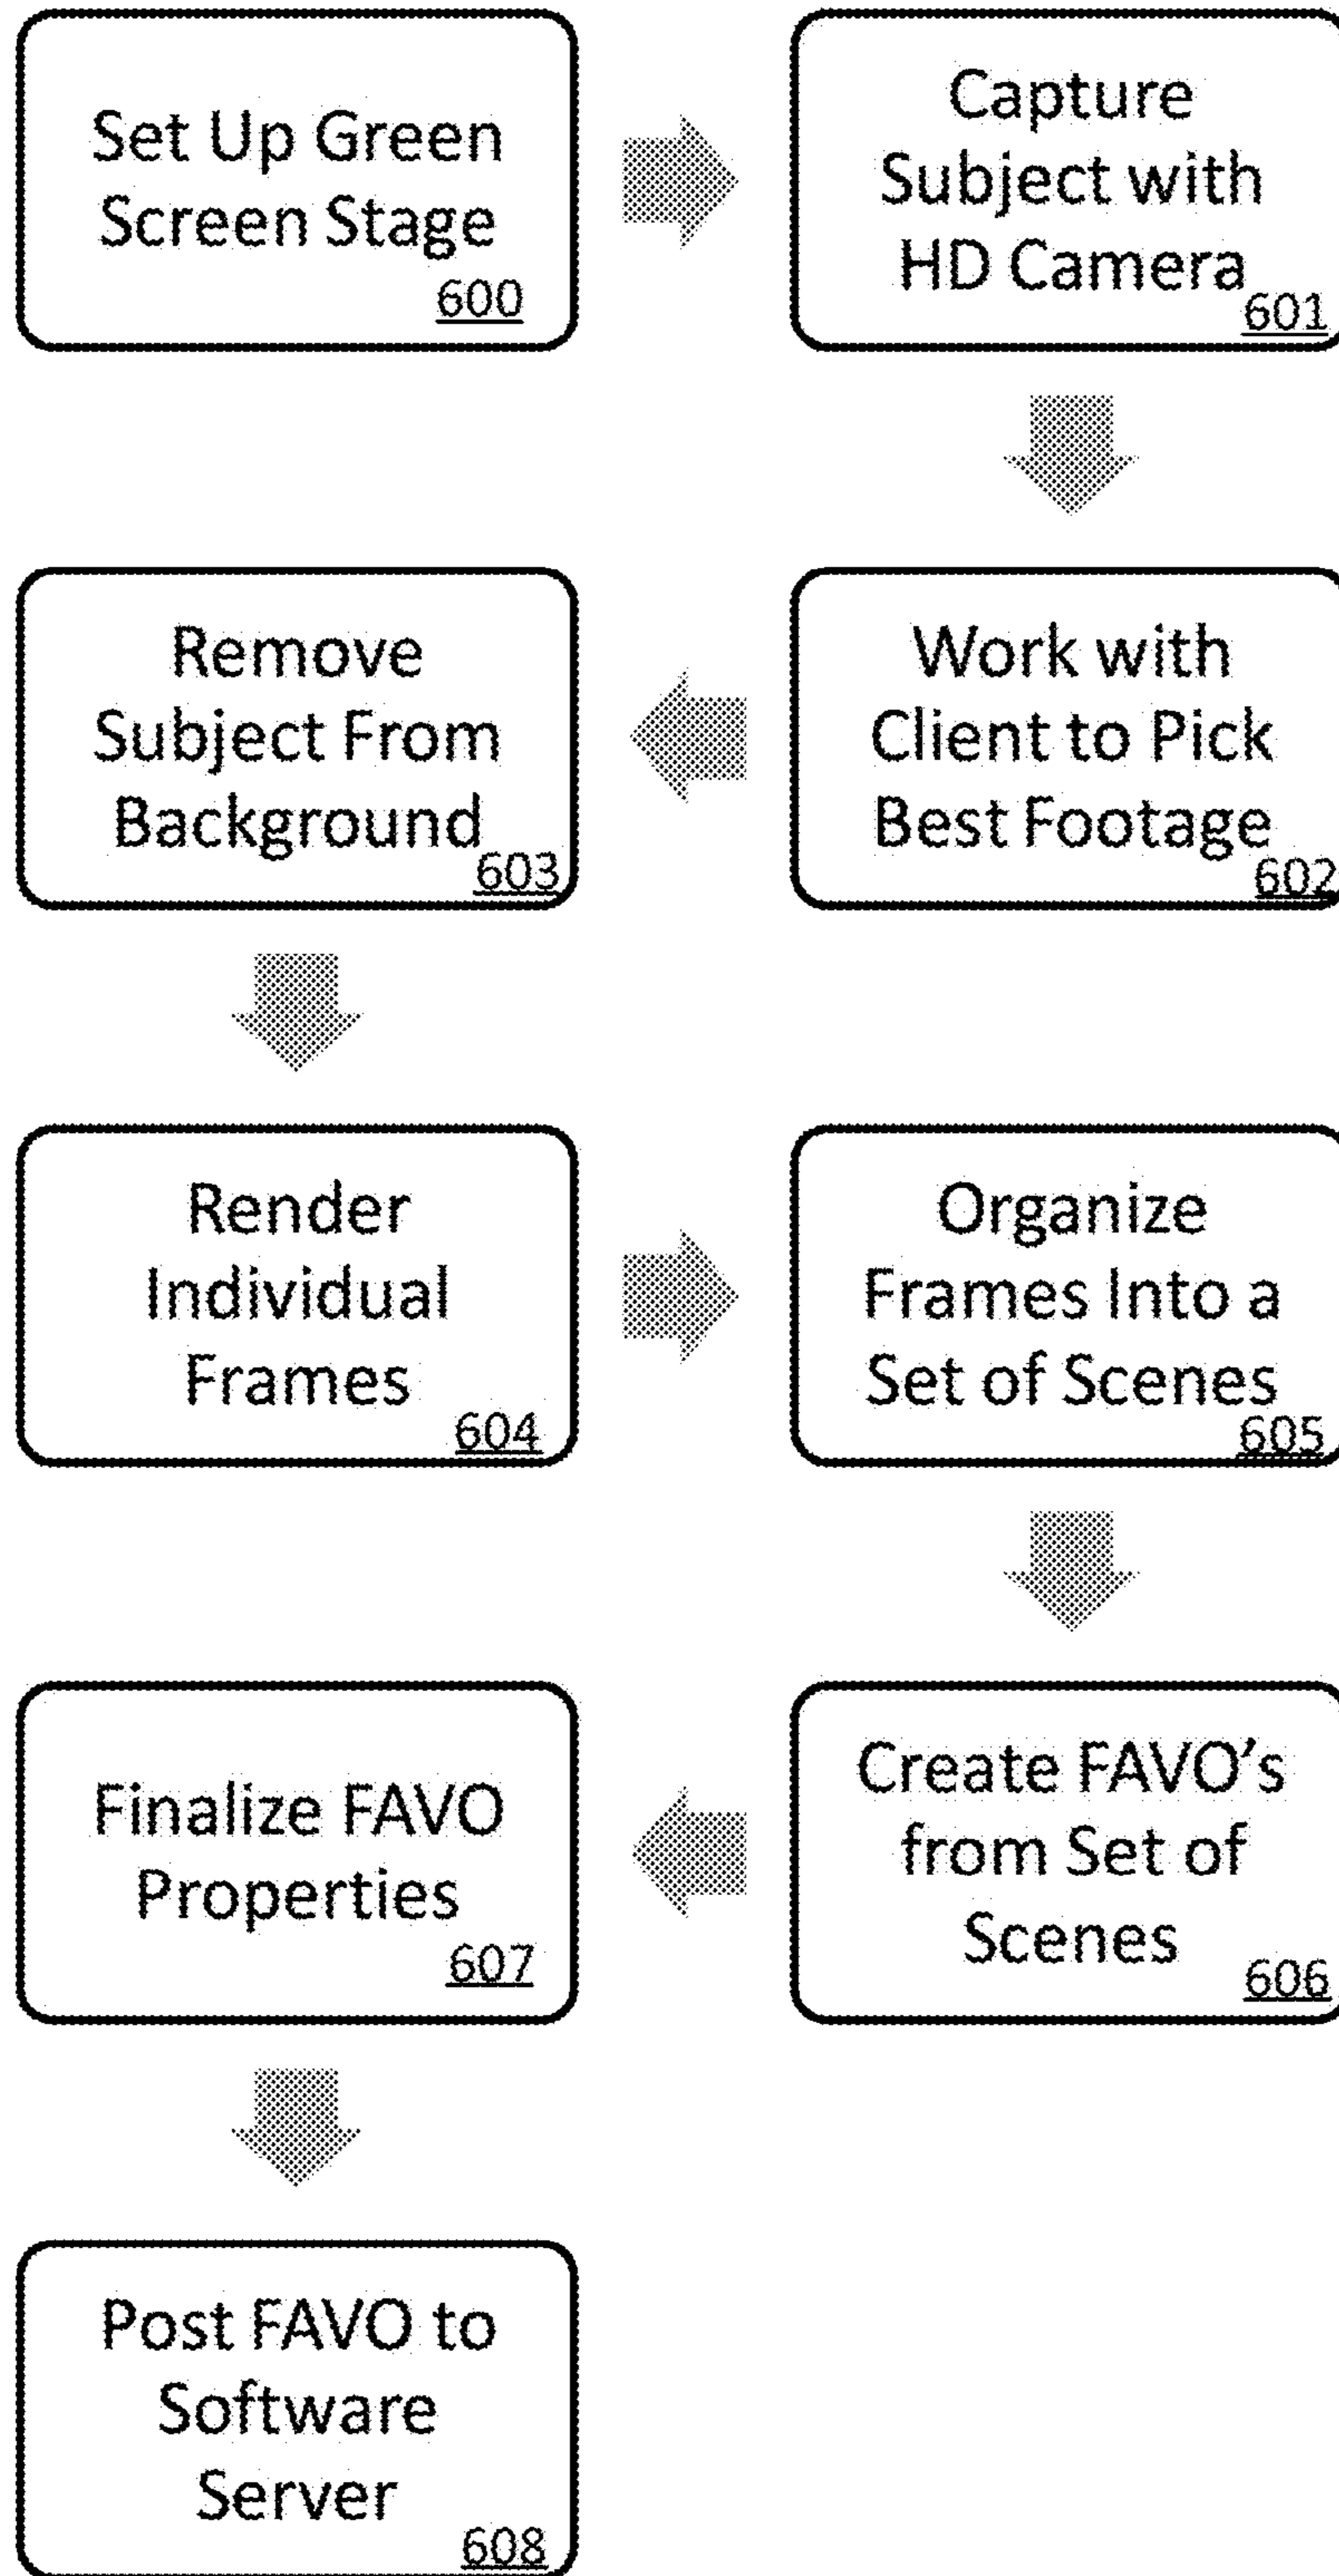 Set Up Green
Screen Stage
600
Capture
Subject with
HD Camera
601
Work with
Client to Pick
Best Footage
602
Remove
Subject From
Background
603
Render
Individual
Frames
604
Organize
Frames Into a
Set of Scenes
605
Create FAVO's
from Set of
Scenes
606
Finalize FAVO
Properties
607
Post FAVO to
Software
Server
608